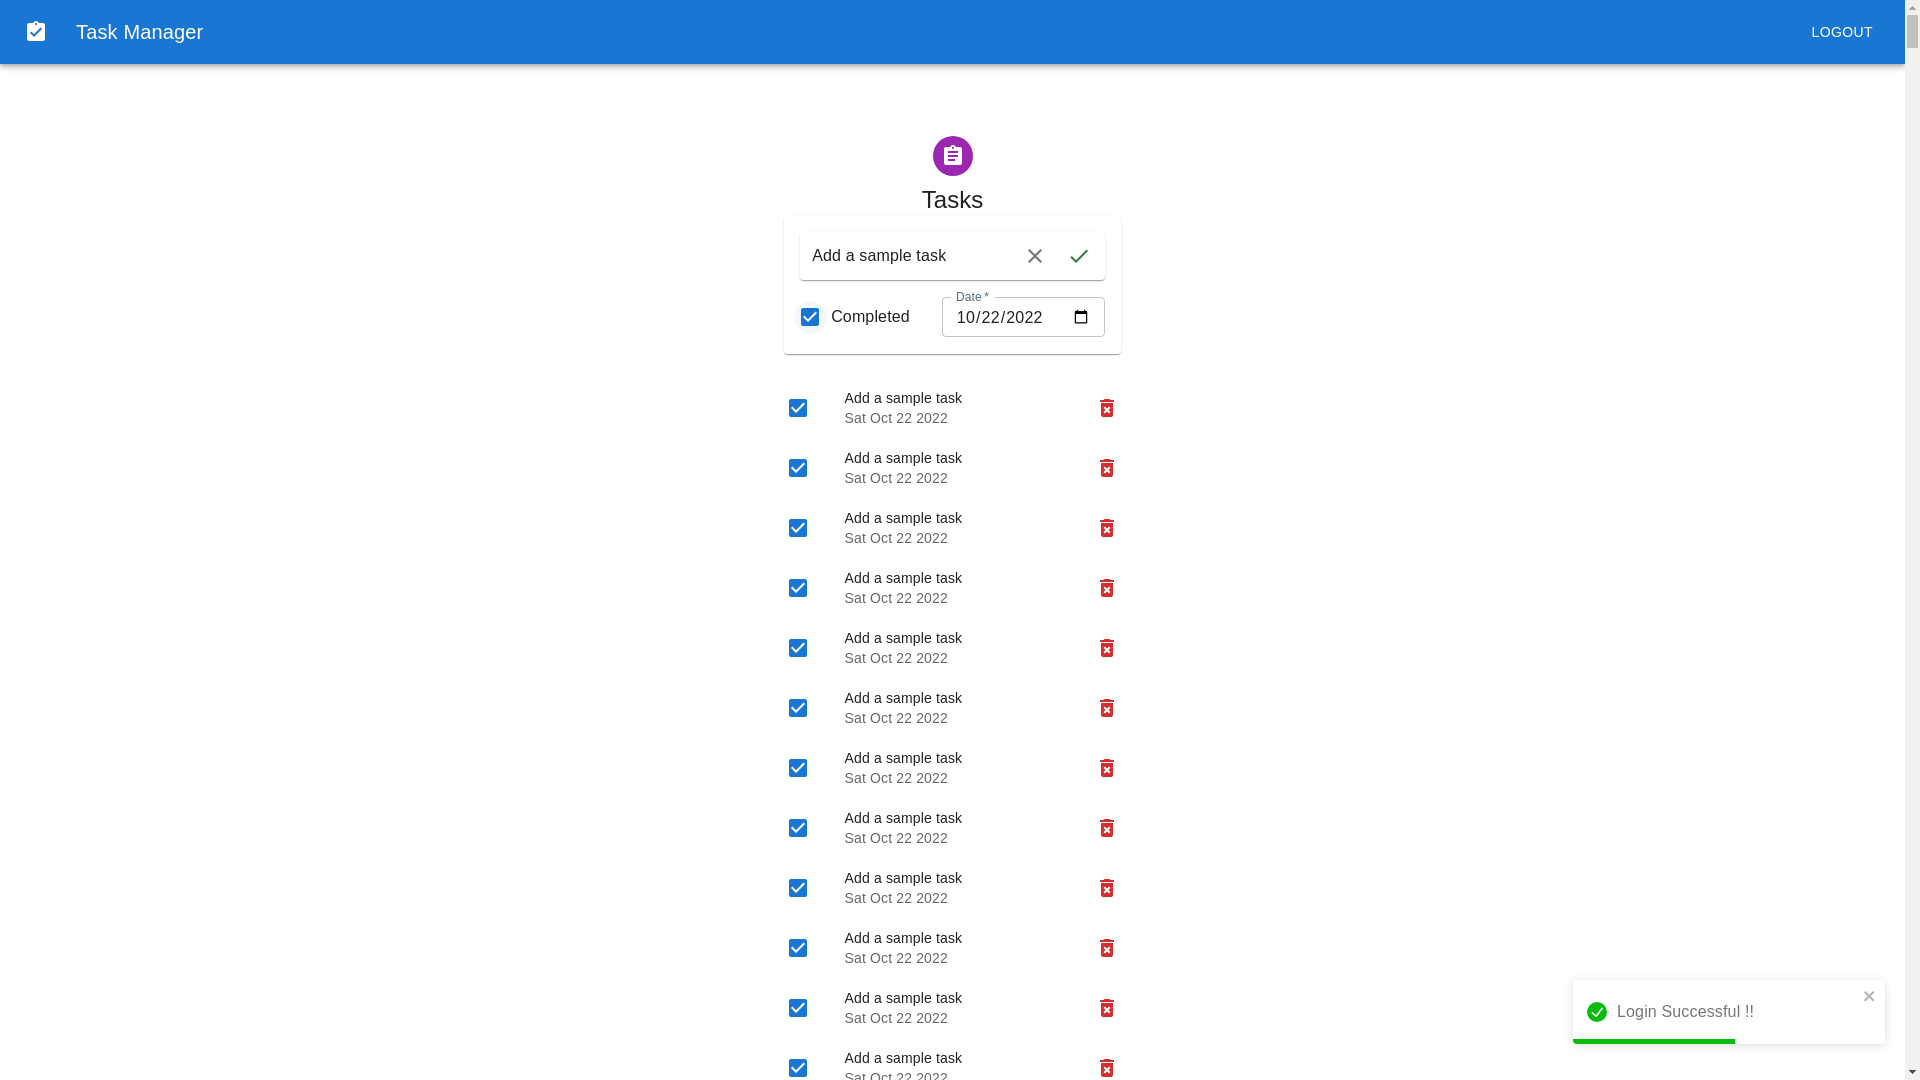 Task Manager
LOGOUT
Tasks
Add a sample task
Date *
Completed
10/22/2022
Add a sample task
Sat Oct 22 2022
Add a sample task
Sat Oct 22 2022
Add a sample task
Sat Oct 22 2022
Add a sample task
Sat Oct 22 2022
Add a sample task
Sat Oct 22 2022
Add a sample task
Sat Oct 22 2022
Add a sample task
Sat Oct 22 2022
Add a sample task
Sat Oct 22 2022
Add a sample task
Sat Oct 22 2022
Add a sample task
Sat Oct 22 2022
Add a sample task
Sat Oct 22 2022
Login Successful !!
Add a sample task
Sat Oct 22 2022